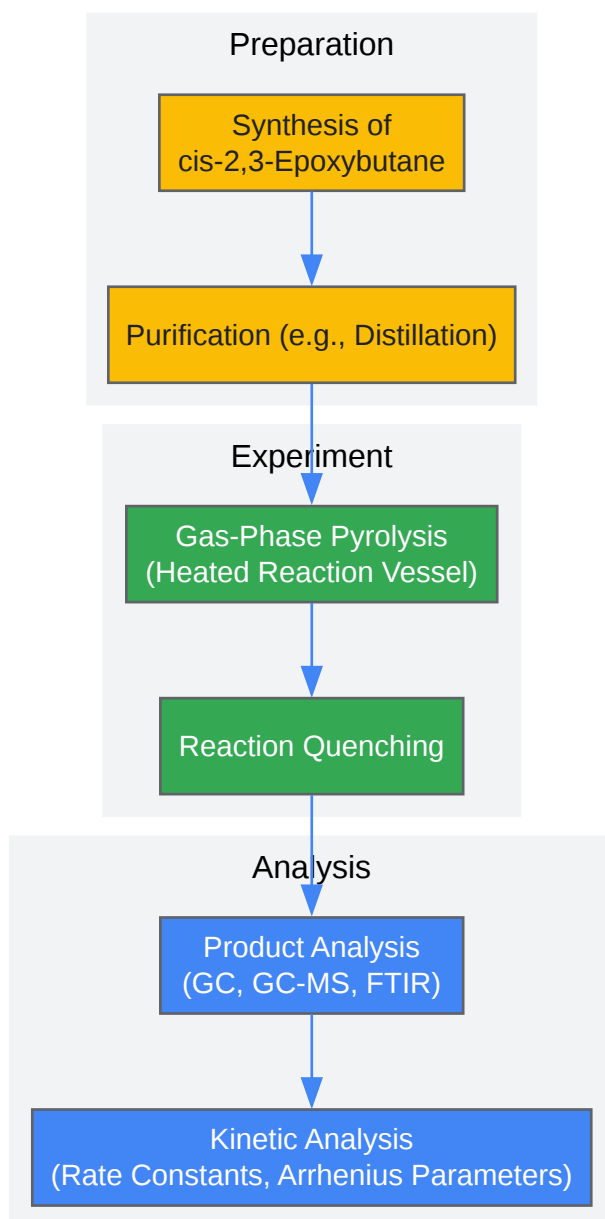 Preparation
Synthesis of
cis-2,3-Epoxybutane
Purification (e.g., Distillation)
Experiment
Gas-Phase Pyrolysis
(Heated Reaction Vessel)
Reaction Quenching
Analysis
Product Analysis
(GC, GC-MS, FTIR)
Kinetic Analysis
(Rate Constants, Arrhenius Parameters)